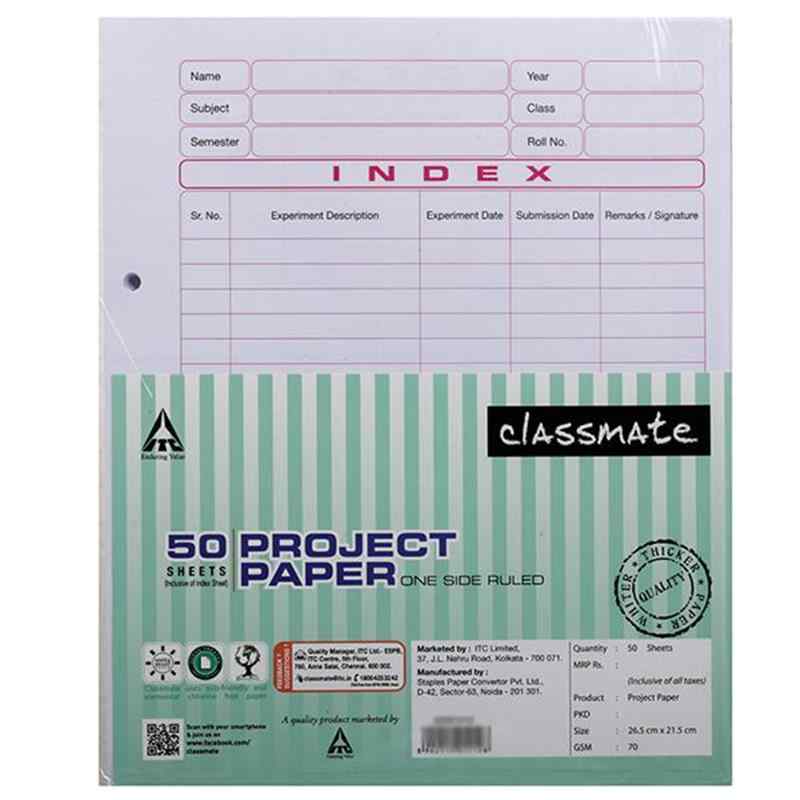 Name
Year
Subject
Class
Semester
Roll No.
INDEX
Sr. No.
Experiment Description
Experiment Date
Submission Date
Remarks / Signature
ITC
Enduring Value
classmate
50
SHEETS
(Inclusive of Index Sheet)
PROJECT
PAPER ONE SIDE RULED
WHITER ★ THICKER ★ PAPER ★
QUALITY
Classmate
uses
chlorine free
friendly and
paper
FEEDBACK ?
SUGGESTIONS !
Quality Manager, ITC Ltd.- ESPB,
ITC Centre, 5th Floor,
760, Anna Salai, Chennai, 600 002.
classmate@itc.in 18004253242
Marketed by : ITC Limited,
37, J.L. Nehru Road, Kolkata - 700 071.
Manufactured by :
Staples Paper Convertor Pvt. Ltd.,
D-42, Sector-63, Noida - 201 301.
Quantity : 50 Sheets
MRP Rs. :
(Inclusive of all taxes)
Product : Project Paper
PKD :
Size : 26.5 cm x 21.5 cm
GSM : 70
Scan with your smartphone
& join us on
www.facebook.com/
classmate
A quality product marketed by
ITC
Enduring Value